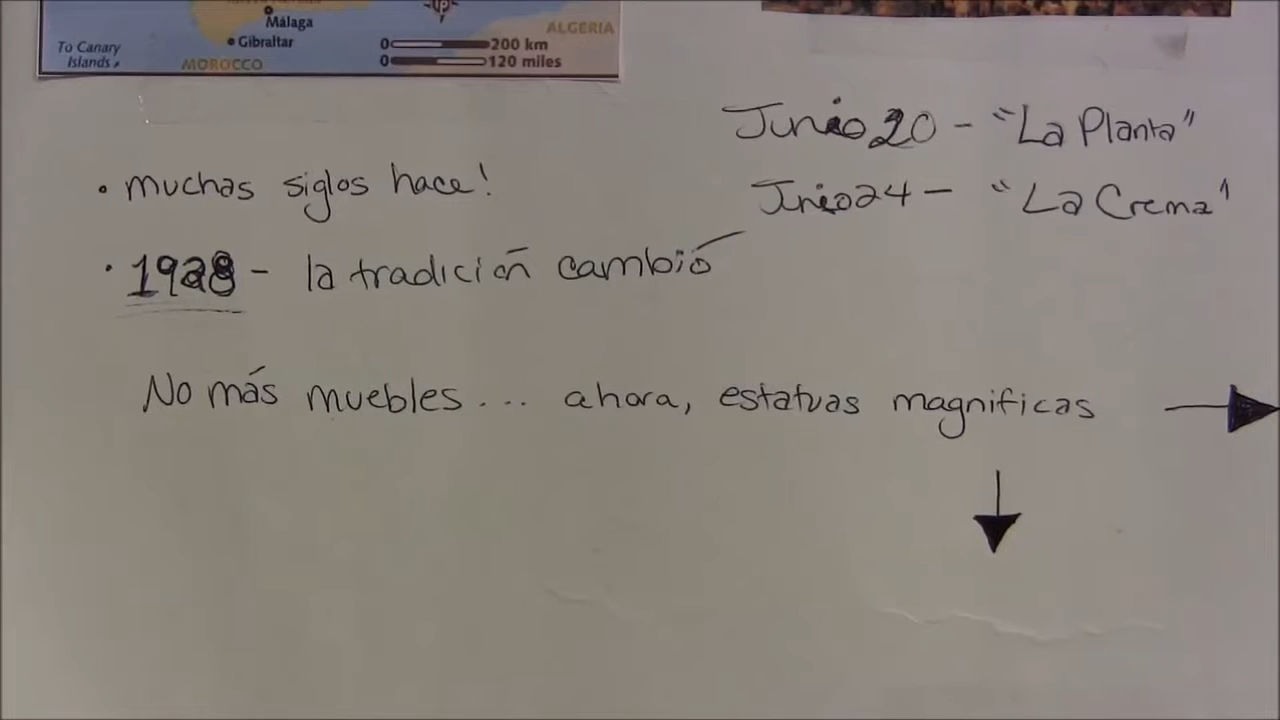 Málaga
Gibraltar
ALGERIA
To Canary
Islands
MOROCCO
0 200 km
0 120 miles
Junio 20 - "La Planta"
Junio 24 - "La Crema"
• muchas siglos hace!
• 1928 - la tradición cambió
No más muebles... ahora, estatuas magnificas